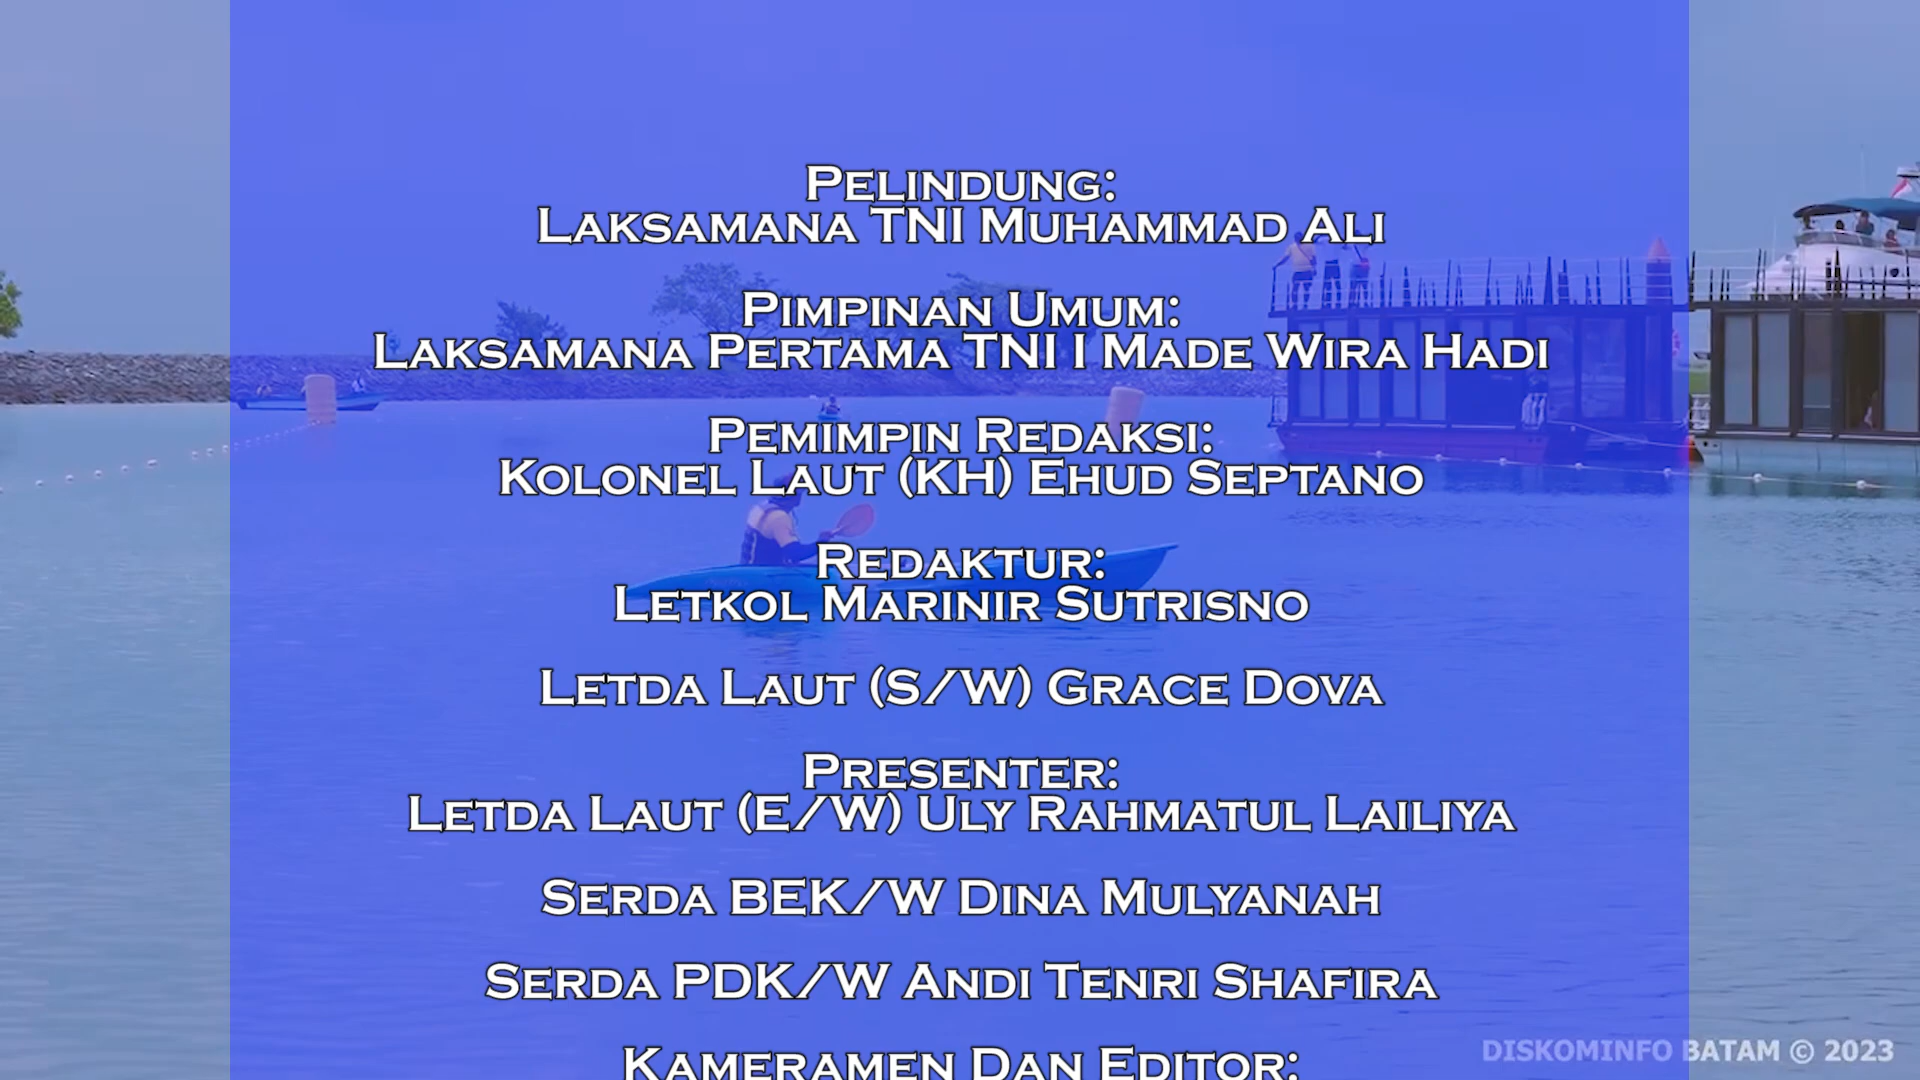 PELINDUNG:
LAKSAMANA TNI MUHAMMAD ALI
PIMPINAN UMUM:
LAKSAMANA PERTAMA TNI I MADE WIRA HADI
PEMIMPIN REDAKSI:
KOLONEL LAUT (KH) EHUD SEPTANO
REDAKTUR:
LETKOL MARINIR SUTRISNO
LETDA LAUT (S/W) GRACE DOVA
PRESENTER:
LETDA LAUT (E/W) ULY RAHMATUL LAILIYA
SERDA BEK/W DINA MULYANAH
SERDA PDK/W ANDI TENRI SHAFIRA
KAMERAMEN DAN EDITOR:
DISKOMINFO BATAM © 2023